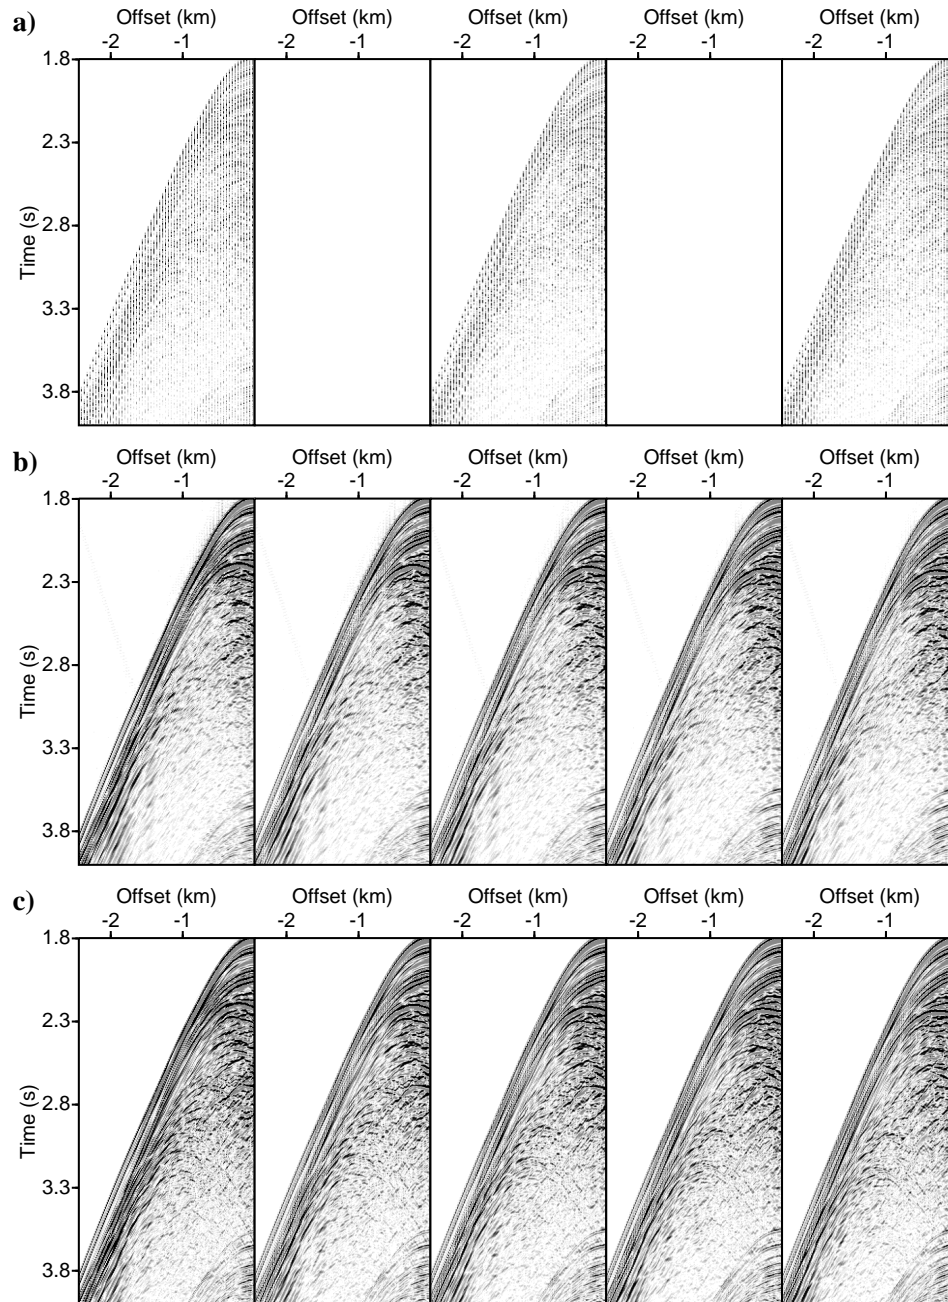 a)
Offset (km) Offset (km) Offset (km) Offset (km) Offset (km)
-2 -1 -2 -1 -2 -1 -2 -1 -2 -1
1.8
2.3
2.8
3.3
3.8
Time (s)
b)
Offset (km) Offset (km) Offset (km) Offset (km) Offset (km)
-2 -1 -2 -1 -2 -1 -2 -1 -2 -1
1.8
2.3
2.8
3.3
3.8
Time (s)
c)
Offset (km) Offset (km) Offset (km) Offset (km) Offset (km)
-2 -1 -2 -1 -2 -1 -2 -1 -2 -1
1.8
2.3
2.8
3.3
3.8
Time (s)